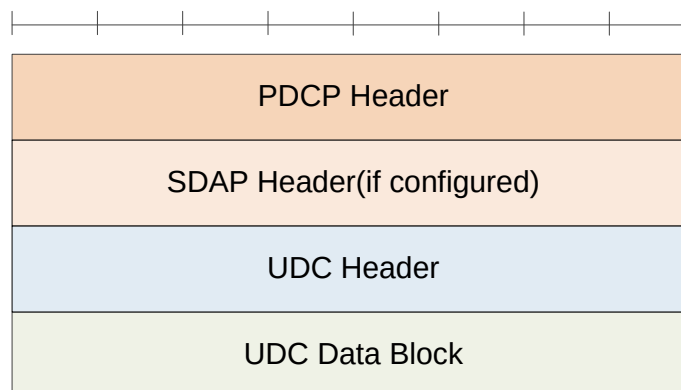 PDCP Header
SDAP Header(if configured)
UDC Header
UDC Data Block